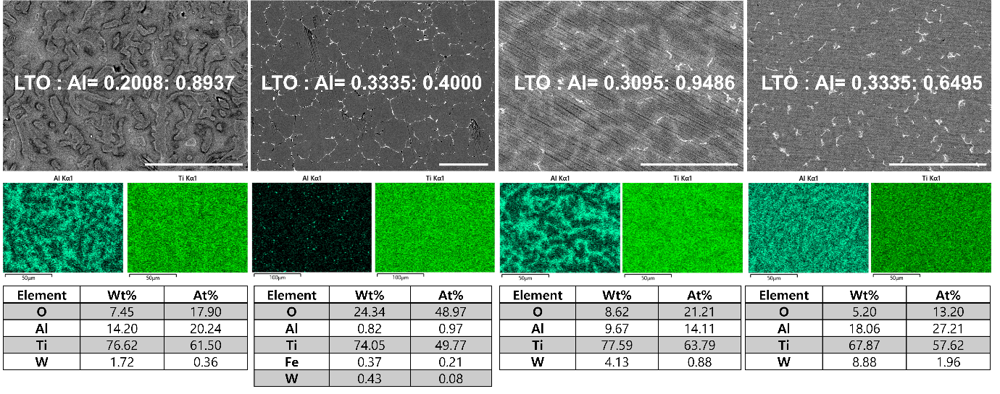 LTO : Al= 0.2008: 0.8937
LTO : Al= 0.3335: 0.4000
LTO : Al= 0.3095: 0.9486
LTO : Al= 0.3335: 0.6495
Al Kα1
Ti Kα1
Al Kα1
Ti Kα1
Al Kα1
Ti Kα1
Al Kα1
Ti Kα1
50μm
50μm
100μm
100μm
50μm
50μm
50μm
50μm
Element Wt% At%
O 7.45 17.90
Al 14.20 20.24
Ti 76.62 61.50
W 1.72 0.36
Element Wt% At%
O 24.34 48.97
Al 0.82 0.97
Ti 74.05 49.77
Fe 0.37 0.21
W 0.43 0.08
Element Wt% At%
O 8.62 21.21
Al 9.67 14.11
Ti 77.59 63.79
W 4.13 0.88
Element Wt% At%
O 5.20 13.20
Al 18.06 27.21
Ti 67.87 57.62
W 8.88 1.96